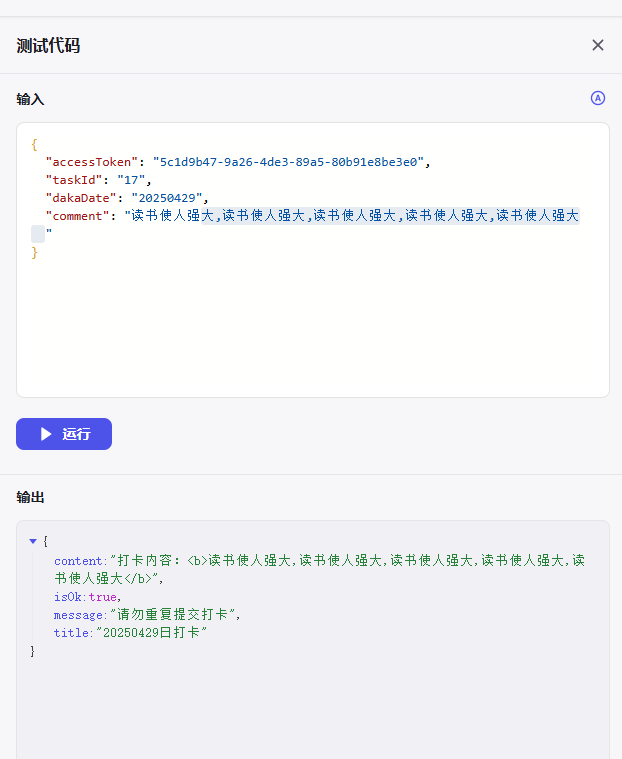 测试代码
输入
{
"accessToken": "5c1d9b47-9a26-4de3-89a5-80b91e8be3e0",
"taskId": "17",
"dakaDate": "20250429",
"comment": "读书使人强大,读书使人强大,读书使人强大,读书使人强大,读书使人强大
"
}
运行
输出
{
content:"打卡内容：<b>读书使人强大,读书使人强大,读书使人强大,读书使人强大,读
书使人强大</b>",
isOk:true,
message:"请勿重复提交打卡",
title:"20250429日打卡"
}